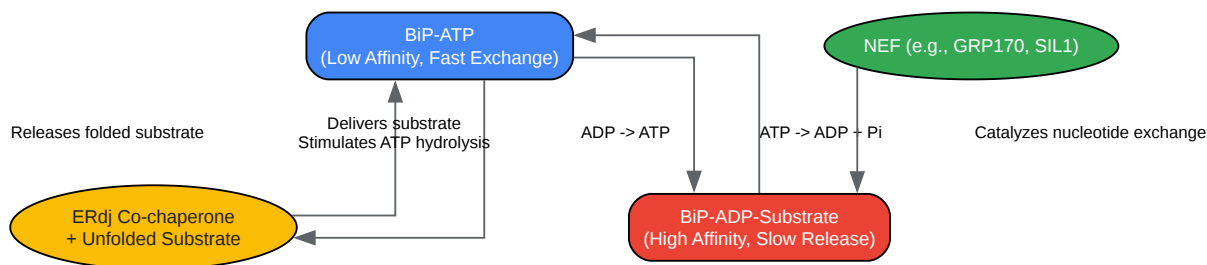 BiP-ATP
(Low Affinity, Fast Exchange)
NEF (e.g., GRP170, SIL1)
Releases folded substrate
Delivers substrate
Stimulates ATP hydrolysis
ADP -> ATP
ATP -> ADP + Pi
Catalyzes nucleotide exchange
ERdj Co-chaperone
+ Unfolded Substrate
BiP-ADP-Substrate
(High Affinity, Slow Release)